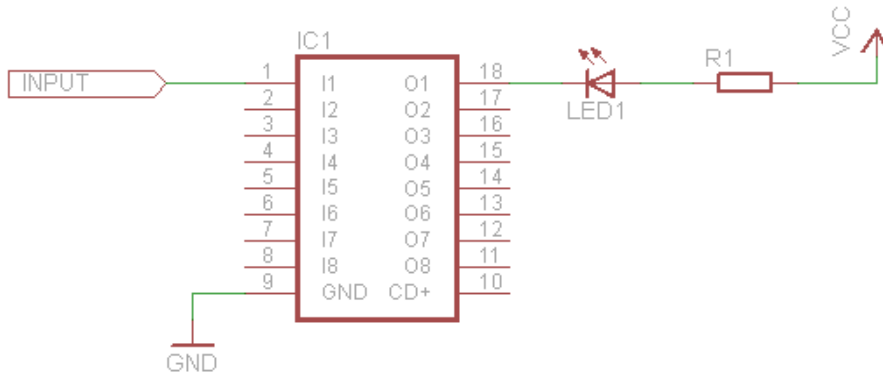 IC1
VCC
R1
INPUT
1 I1 O1 18
2 I2 O2 17
3 I3 O3 16
4 I4 O4 15
5 I5 O5 14
6 I6 O6 13
7 I7 O7 12
8 I8 O8 11
9 GND CD+ 10
LED1
GND